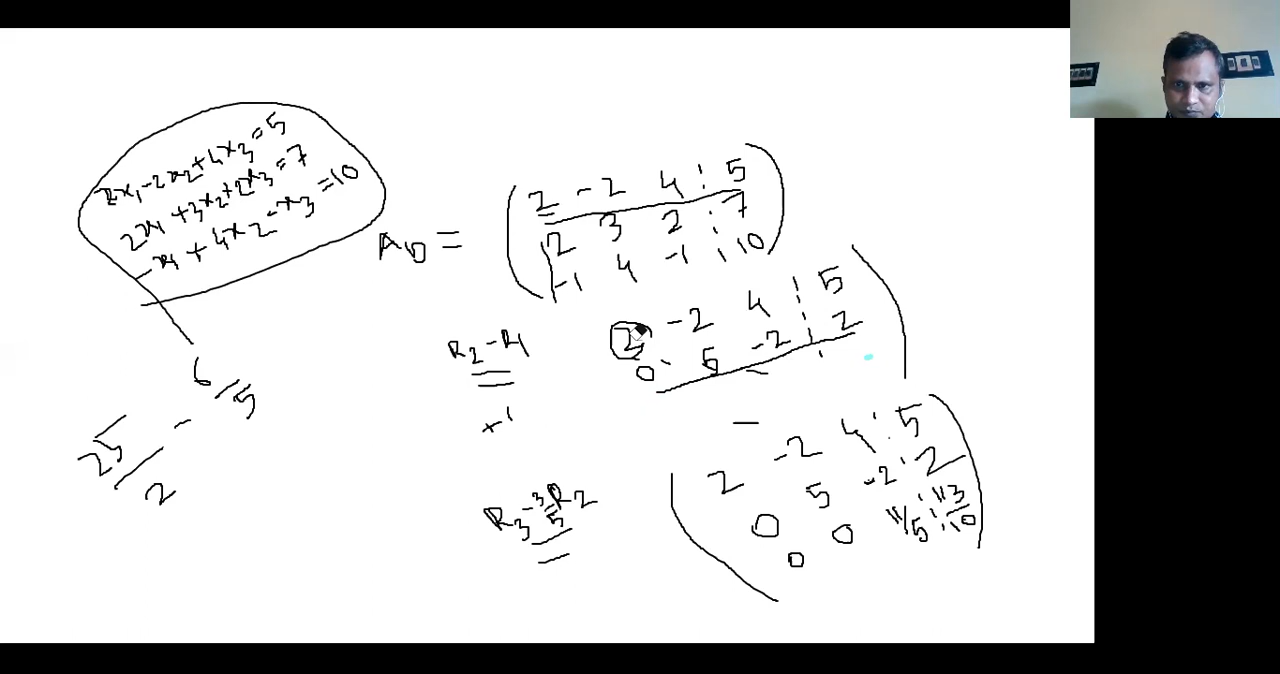 2x1-2x2+4x3=5
2x1+3x2+2x3=7
-x1+4x2-x3=10
AD =
2 -2 4 : 5
2 3 2 : 7
-1 4 -1 : 10
R2-R1
2 -2 4 : 5
0 5 -2 : 2
6/5
25/2 -
R3-3/5R2
2 -2 4 : 5
0 5 -2 : 2
0 0 11/5 : 113/10